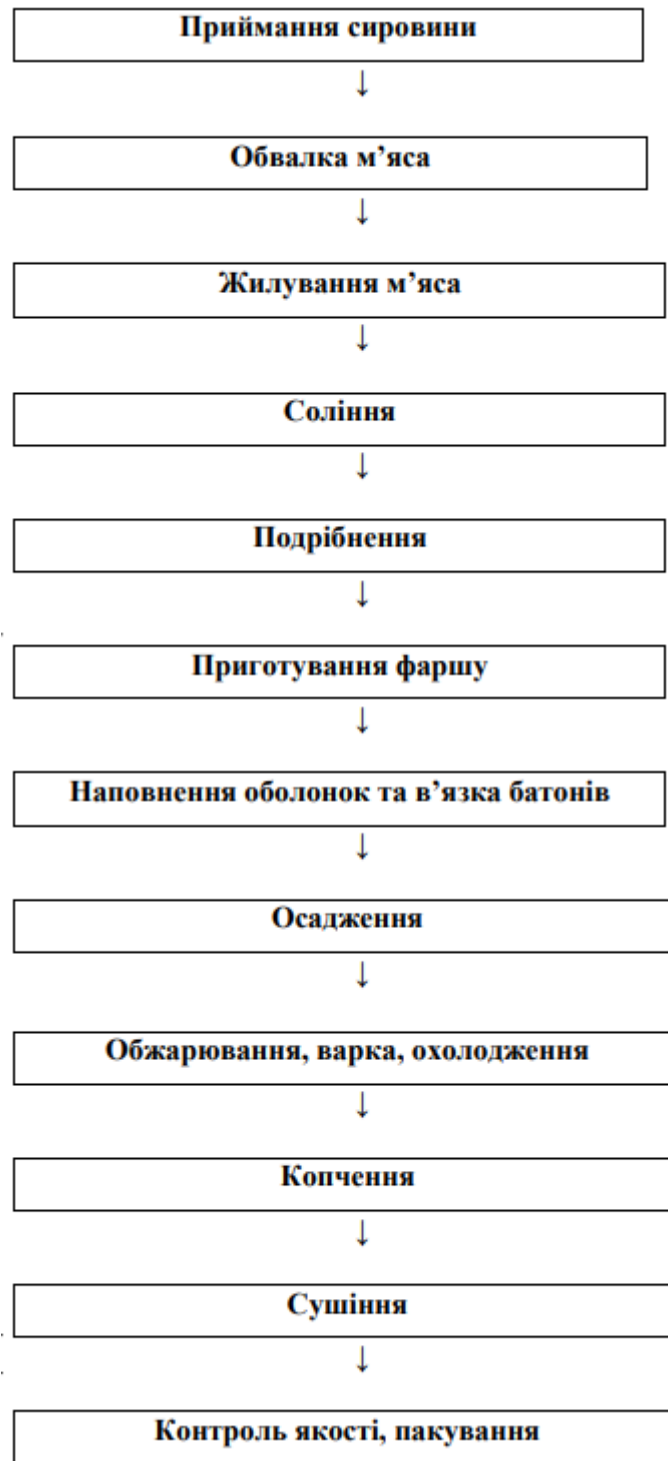 Приймання сировини
↓
Обвалка м’яса
↓
Жилування м’яса
↓
Соління
↓
Подрібнення
↓
Приготування фаршу
↓
Наповнення оболонок та в’язка батонів
↓
Осадження
↓
Обжарювання, варка, охолодження
↓
Копчення
↓
Сушіння
↓
Контроль якості, пакування